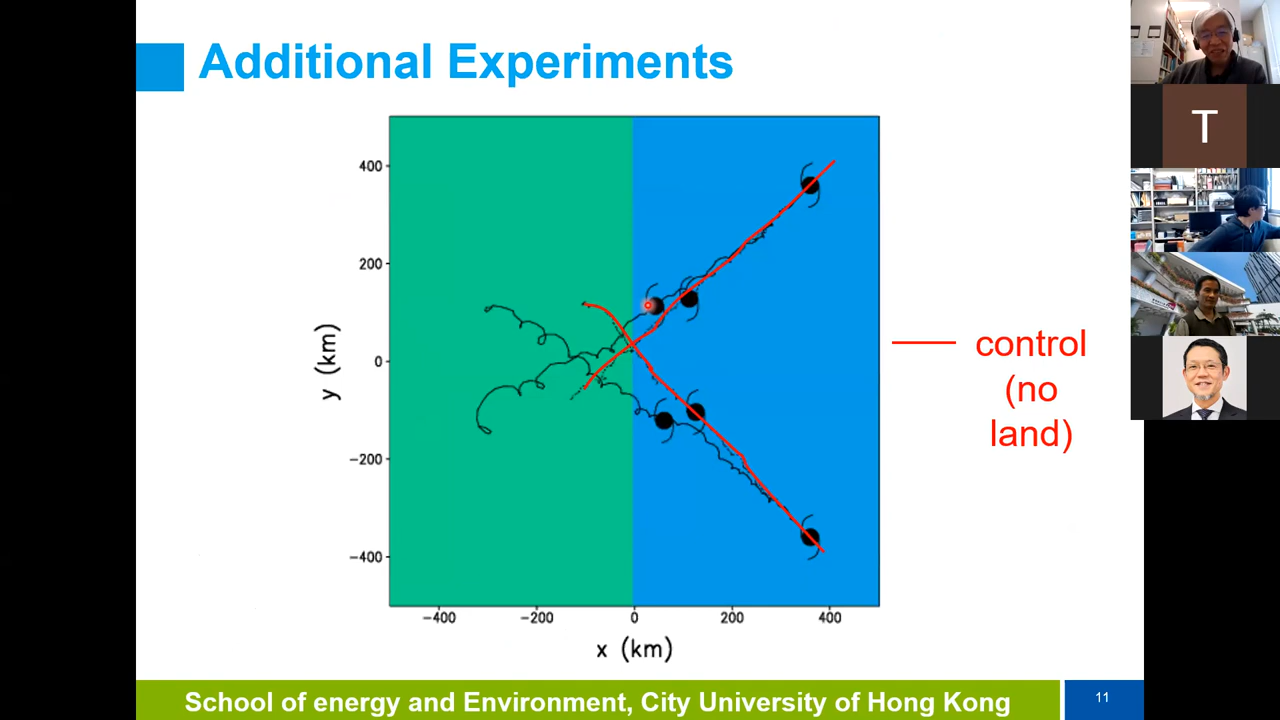 Additional Experiments
T
400
200
0
−200
−400
y (km)
−400 −200 0 200 400
x (km)
control
(no
land)
School of energy and Environment, City University of Hong Kong
11